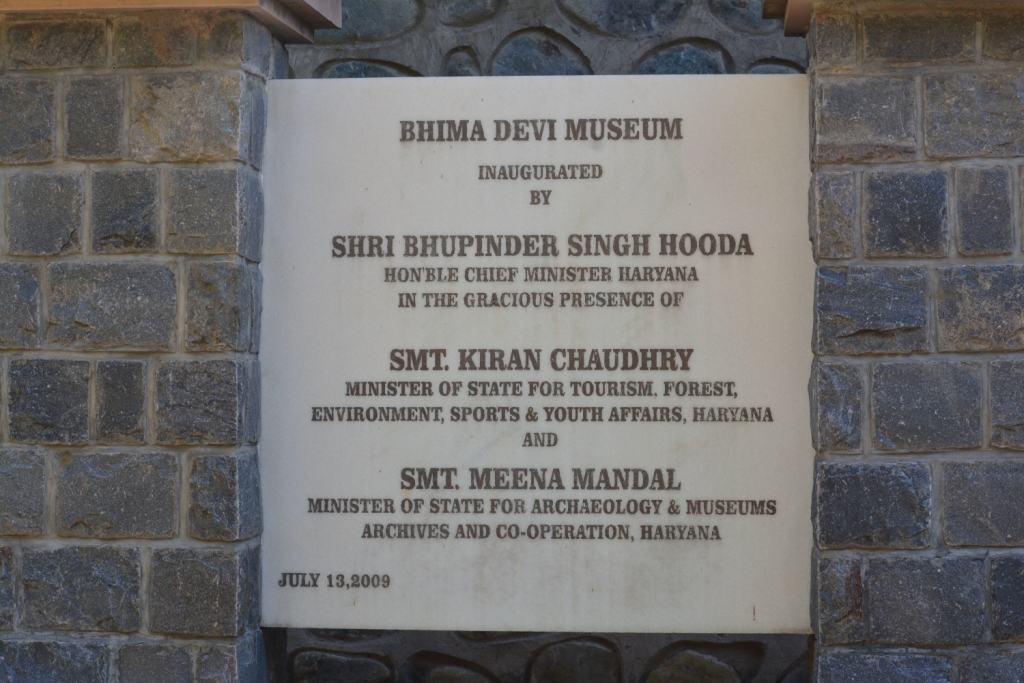 BHIMA DEVI MUSEUM
INAUGURATED
BY
SHRI BHUPINDER SINGH HOODA
HON'BLE CHIEF MINISTER HARYANA
IN THE GRACIOUS PRESENCE OF
SMT. KIRAN CHAUDHRY
MINISTER OF STATE FOR TOURISM, FOREST,
ENVIRONMENT, SPORTS & YOUTH AFFAIRS, HARYANA
AND
SMT. MEENA MANDAL
MINISTER OF STATE FOR ARCHAEOLOGY & MUSEUMS
ARCHIVES AND CO-OPERATION, HARYANA
JULY 13,2009